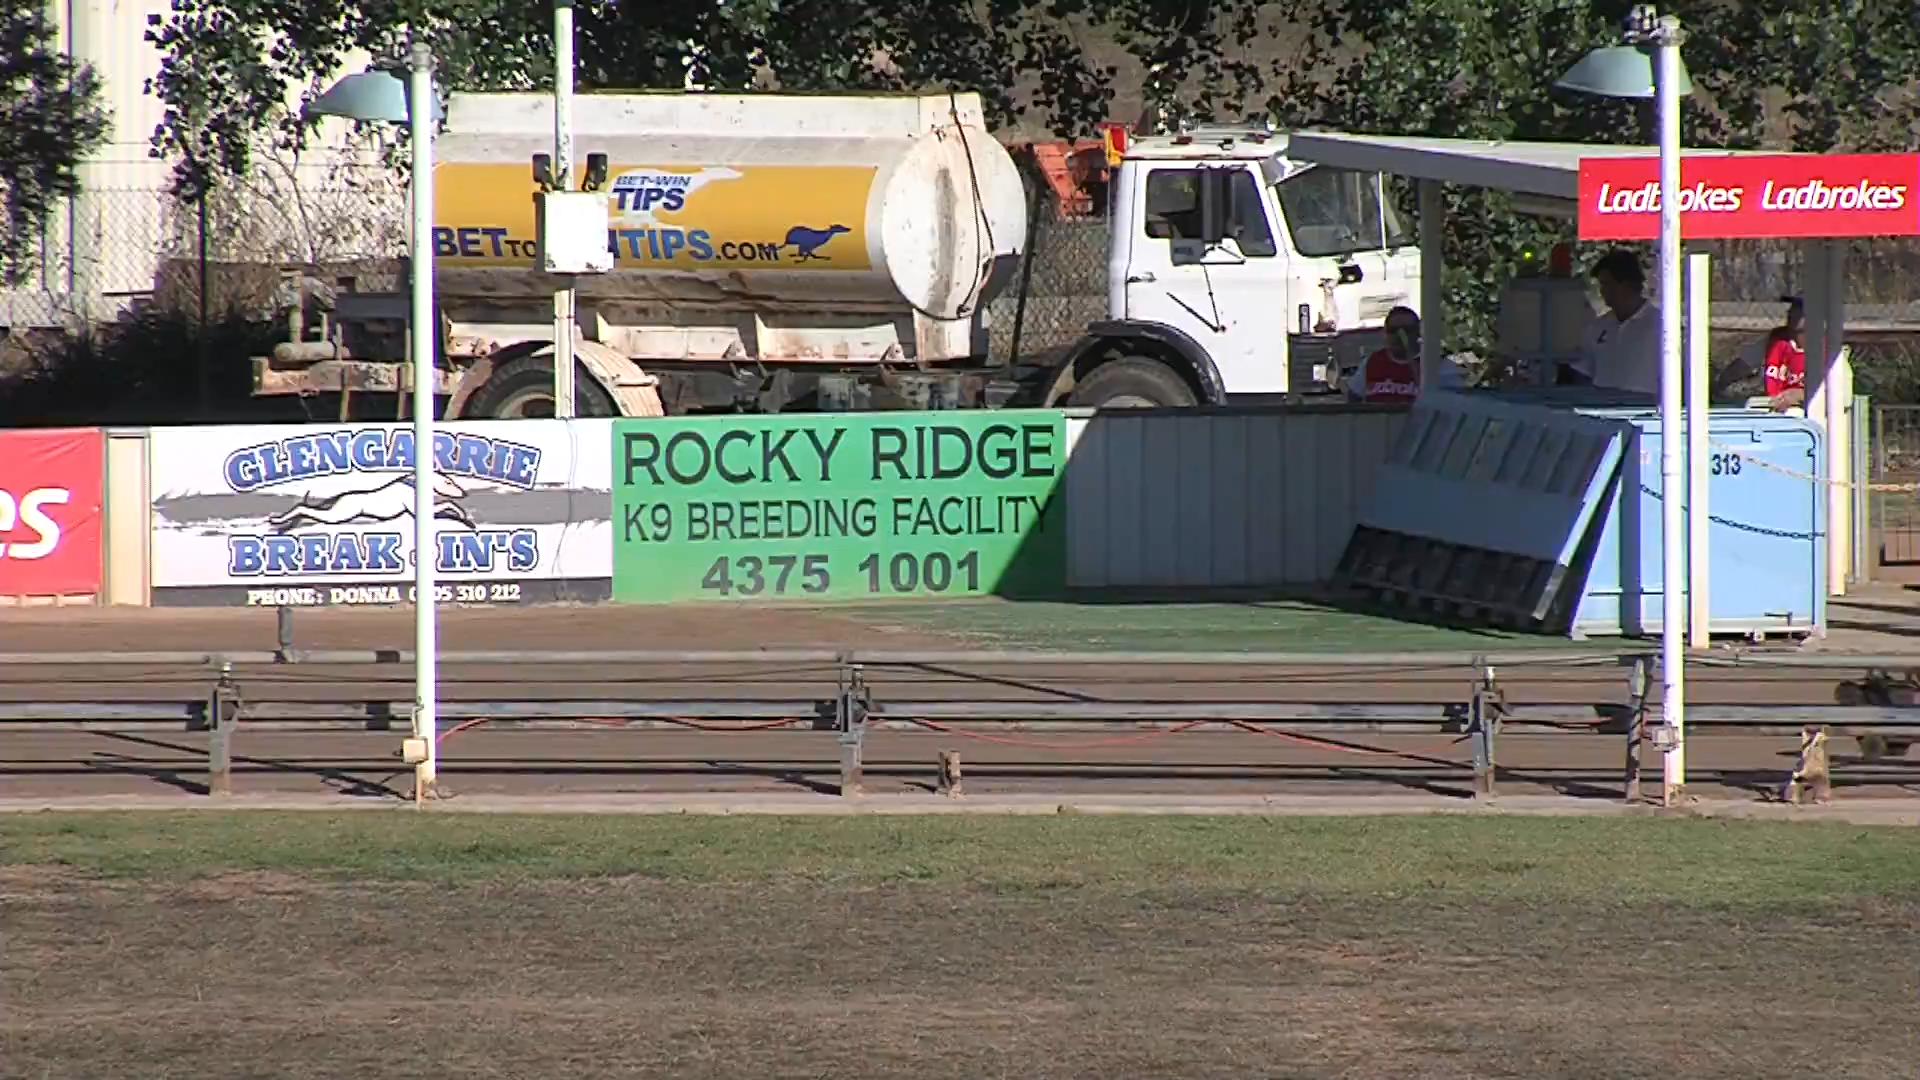 BET-WIN
TIPS
BETTO
TIPS.COM
Ladbrokes Ladbrokes
GLENGARRIE
BREAK-IN'S
PHONE: DONNA 310 212
ROCKY RIDGE
K9 BREEDING FACILITY
4375 1001
313